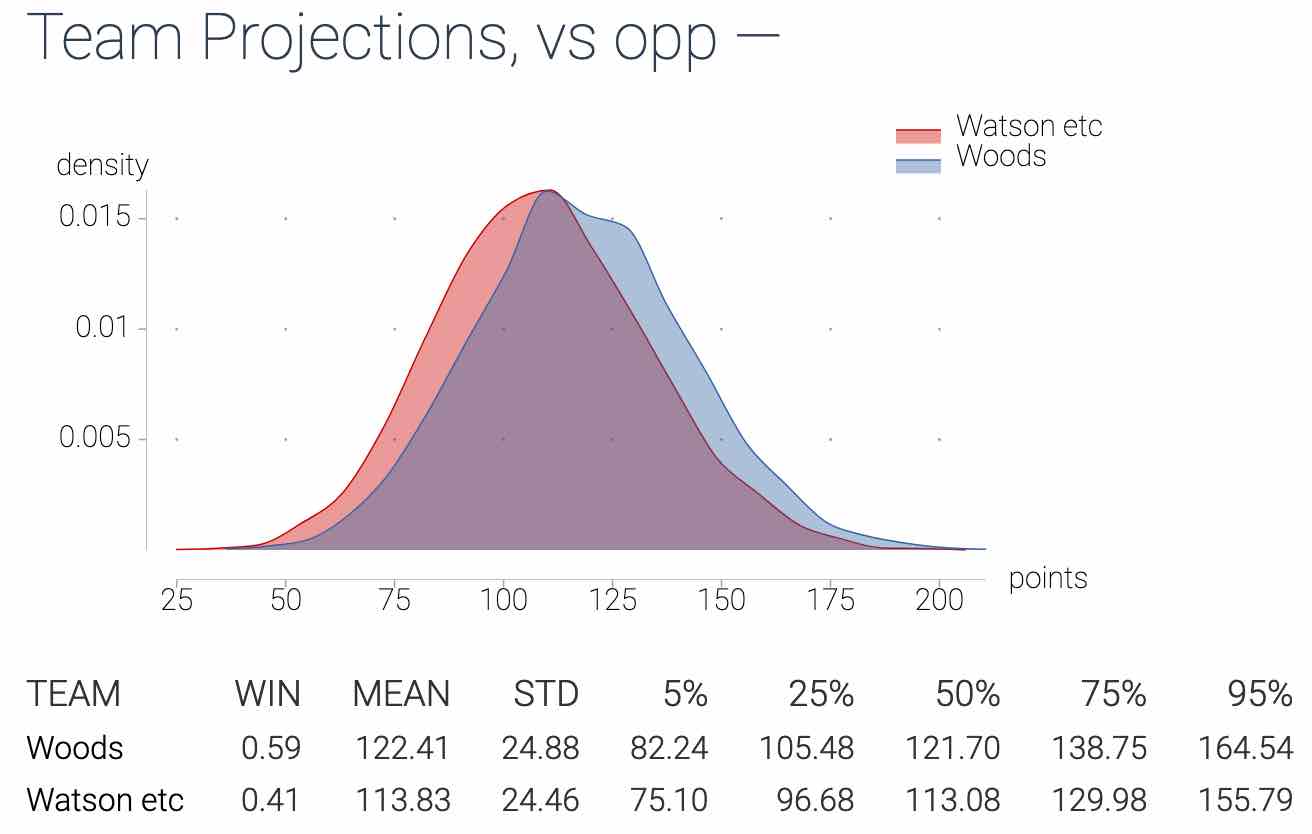 Team Projections, vs opp —
Watson etc
Woods
density
0.015
0.01
0.005
points
25 50 75 100 125 150 175 200
TEAM WIN MEAN STD 5% 25% 50% 75% 95%
Woods 0.59 122.41 24.88 82.24 105.48 121.70 138.75 164.54
Watson etc 0.41 113.83 24.46 75.10 96.68 113.08 129.98 155.79